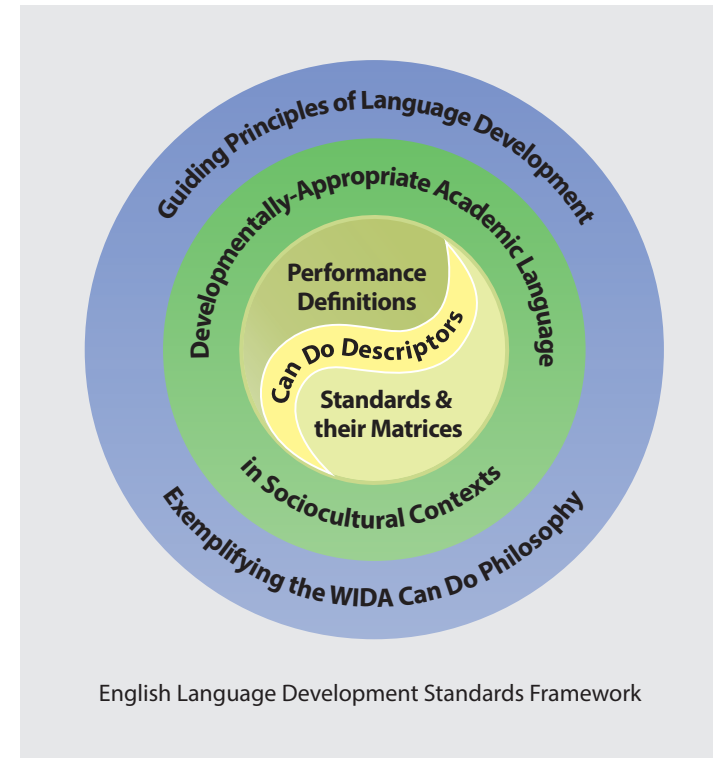 Guiding Principles of Language Development
Developmentally-Appropriate Academic Language
Performance
Definitions
Can Do Descriptors
Standards &
their Matrices
in Sociocultural Contexts
Exemplifying the WIDA Can Do Philosophy
English Language Development Standards Framework